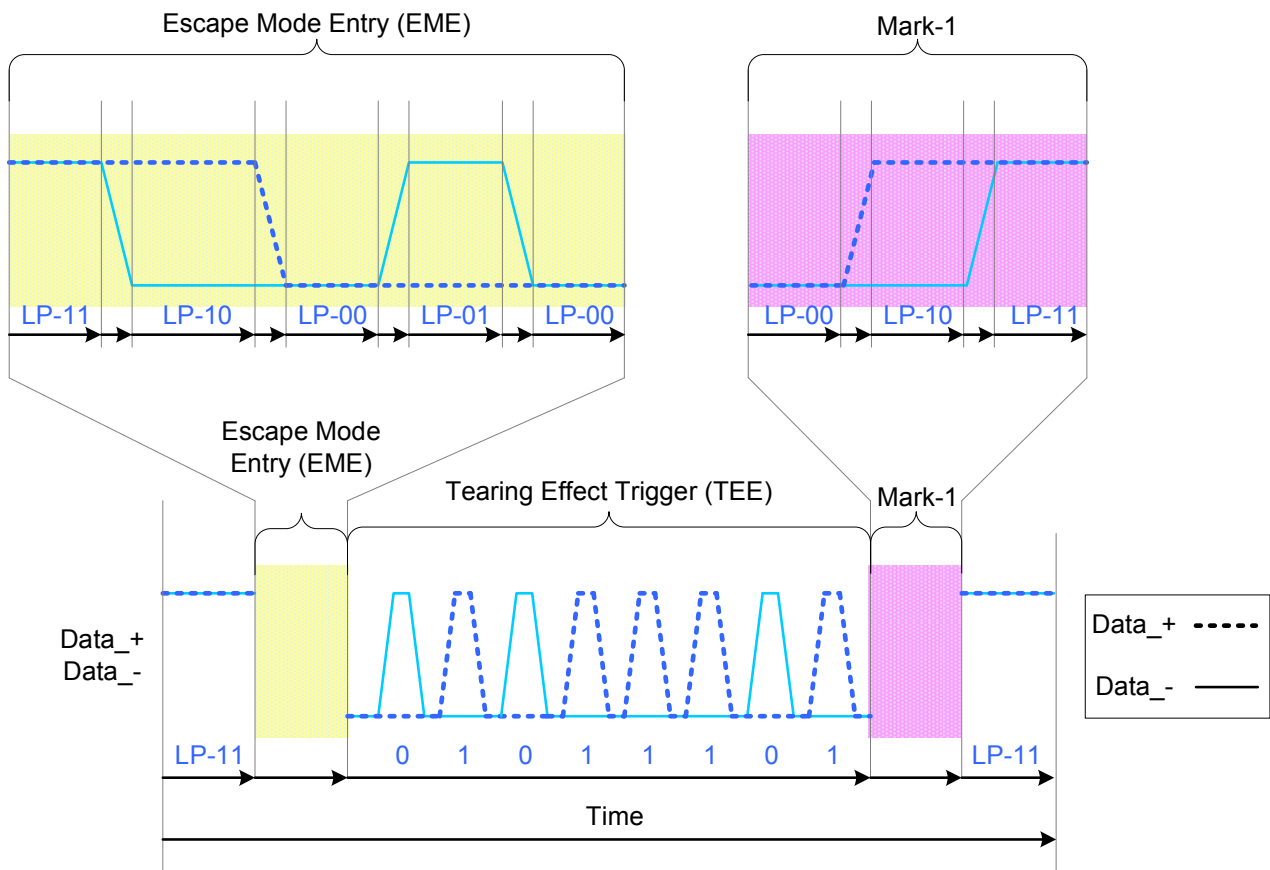 Escape Mode Entry (EME)
Mark-1
LP-11 LP-10 LP-00 LP-01 LP-00
LP-00 LP-10 LP-11
Escape Mode
Entry (EME)
Tearing Effect Trigger (TEE)
Mark-1
Data_+
Data_-
LP-11 0 1 0 1 1 1 0 1 LP-11
Time
Data_+
Data_-